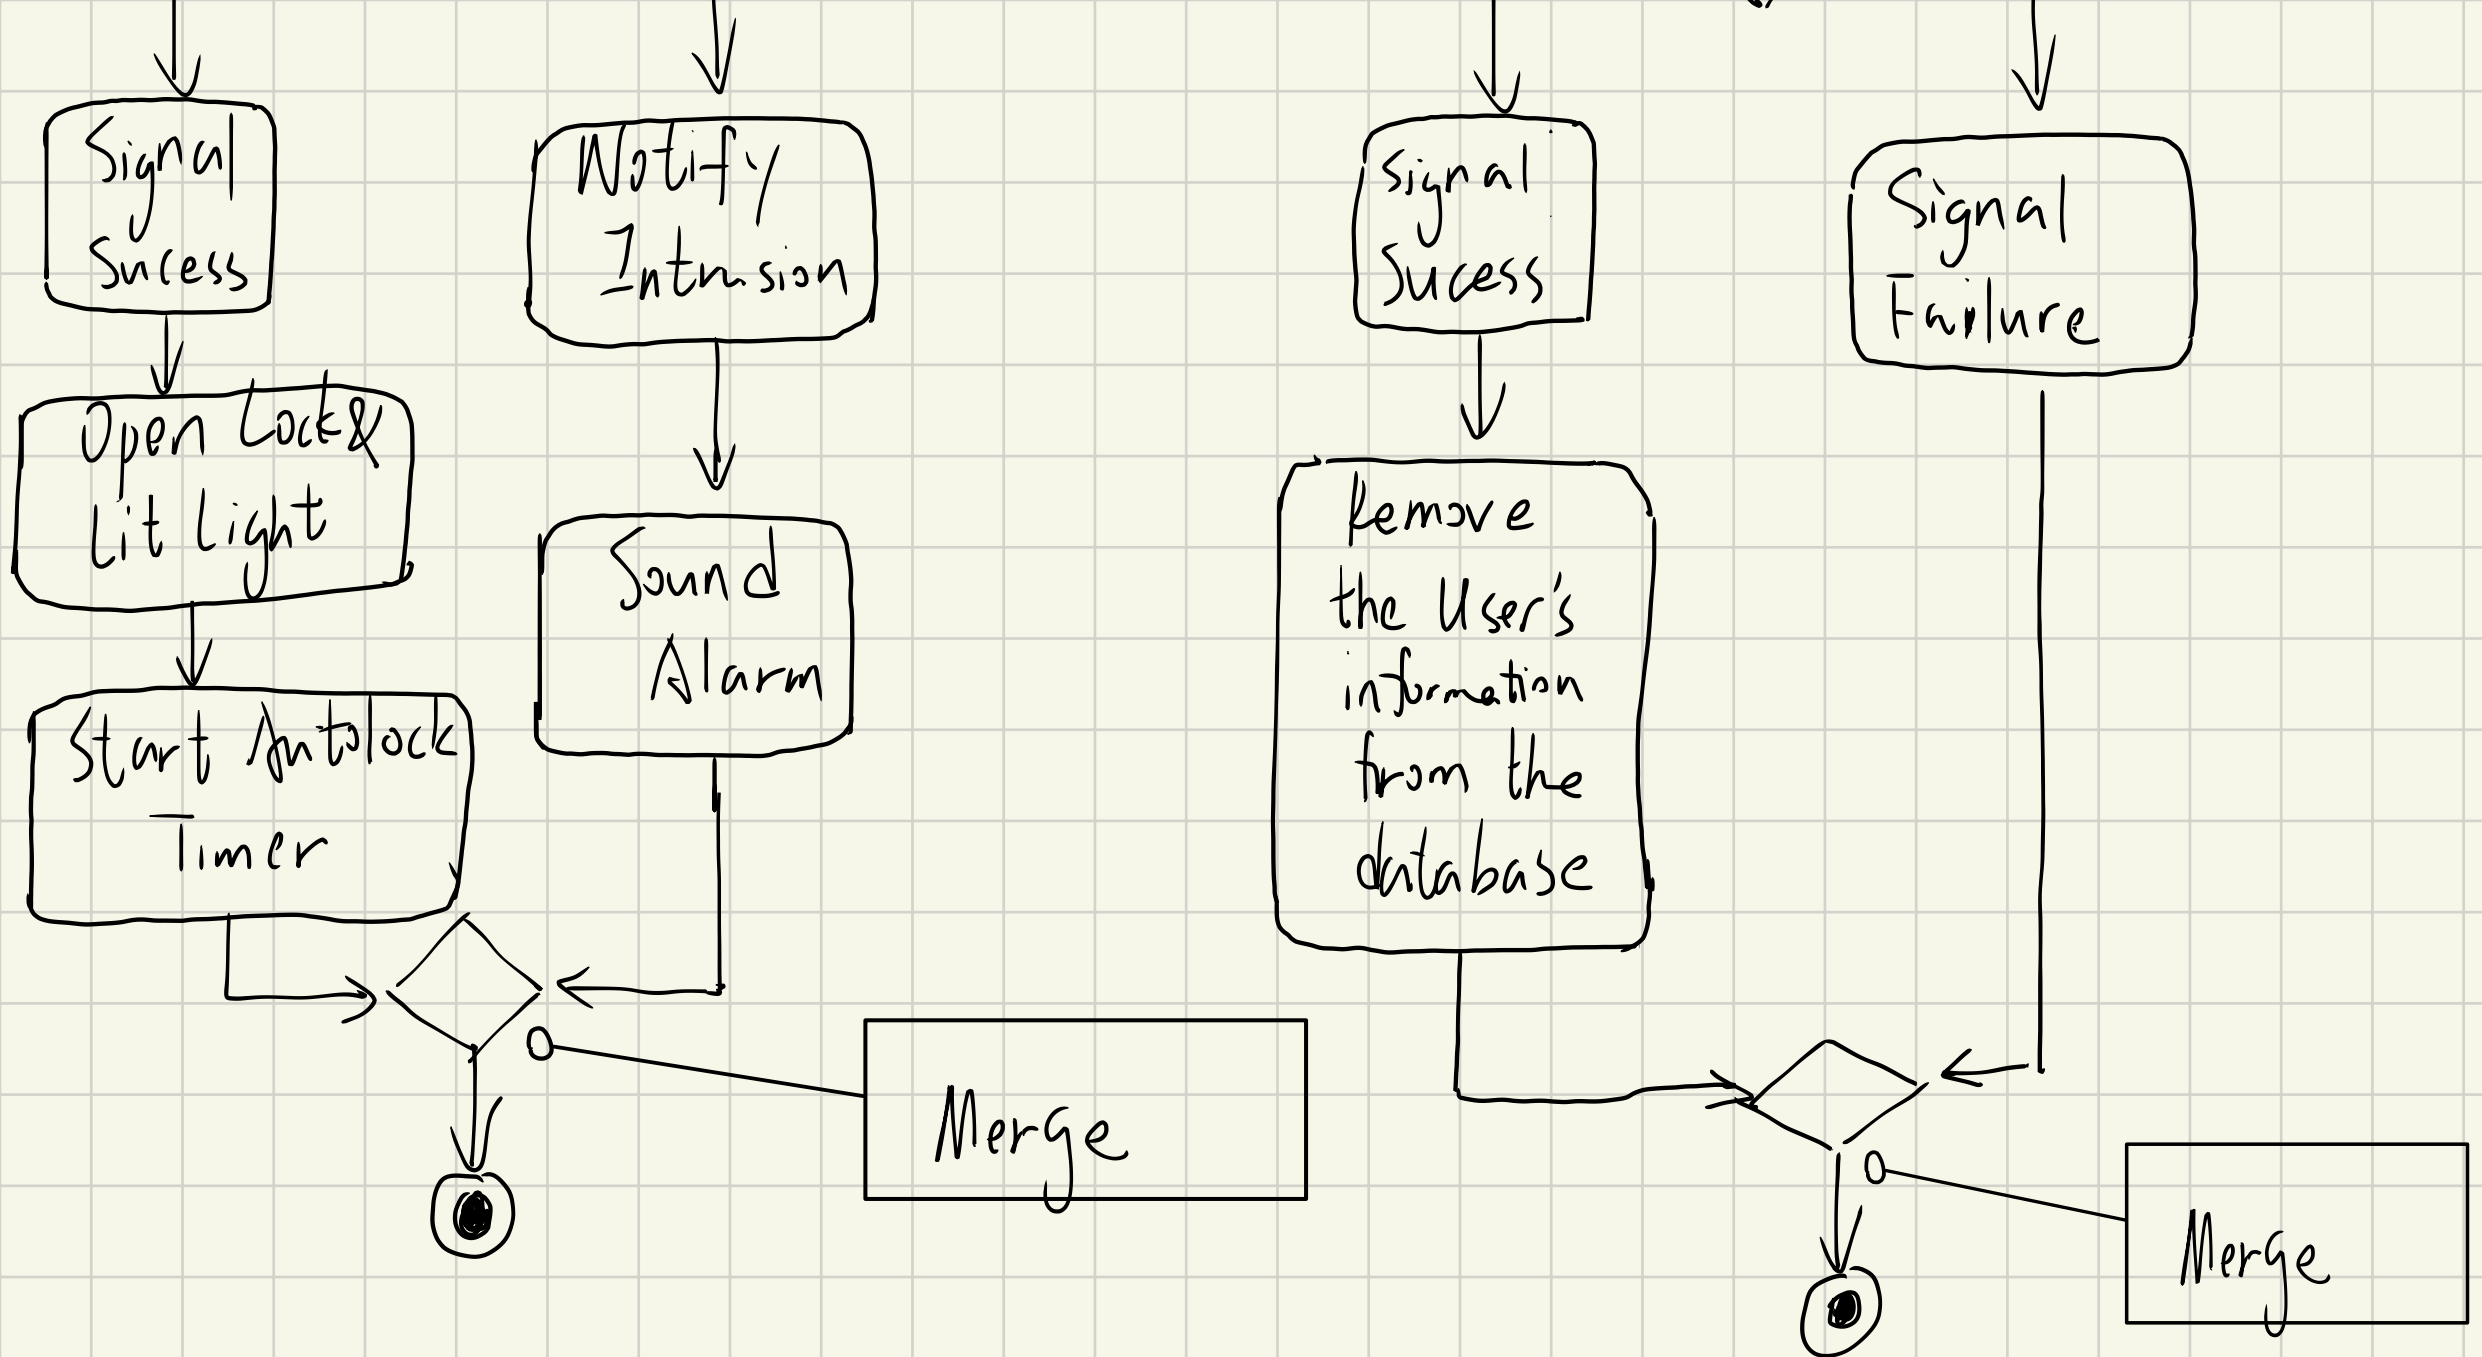 Signal
Sucess
Open Lock &
Lit Light
Start Autolock
Timer
Notify
Intrusion
Sound
Alarm
Merge
Signal
Sucess
Remove
the User's
information
from the
database
Signal
Failure
Merge